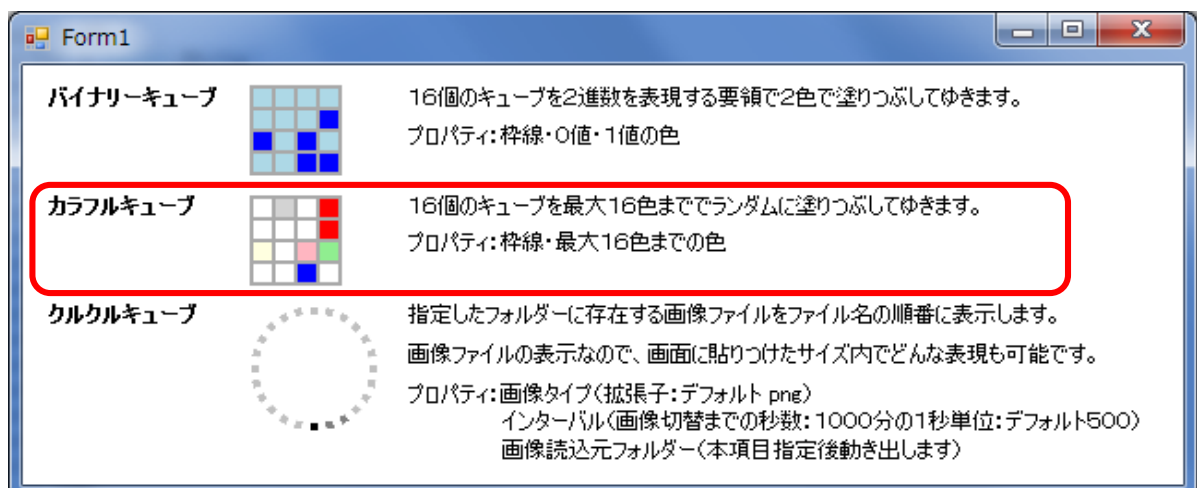 Form1
バイナリーキューブ
16個のキューブを2進数を表現する要領で2色で塗りつぶしてゆきます。
プロパティ:枠線・0値・1値の色
カラフルキューブ
16個のキューブを最大16色まででランダムに塗りつぶしてゆきます。
プロパティ:枠線・最大16色までの色
クルクルキューブ
指定したフォルダーに存在する画像ファイルをファイル名の順番に表示します。
画像ファイルの表示なので、画面に貼りつけたサイズ内でどんな表現も可能です。
プロパティ:画像タイプ(拡張子:デフォルト png)
インターバル(画像切替までの秒数:1000分の1秒単位:デフォルト500)
画像読込元フォルダー(本項目指定後動き出します)